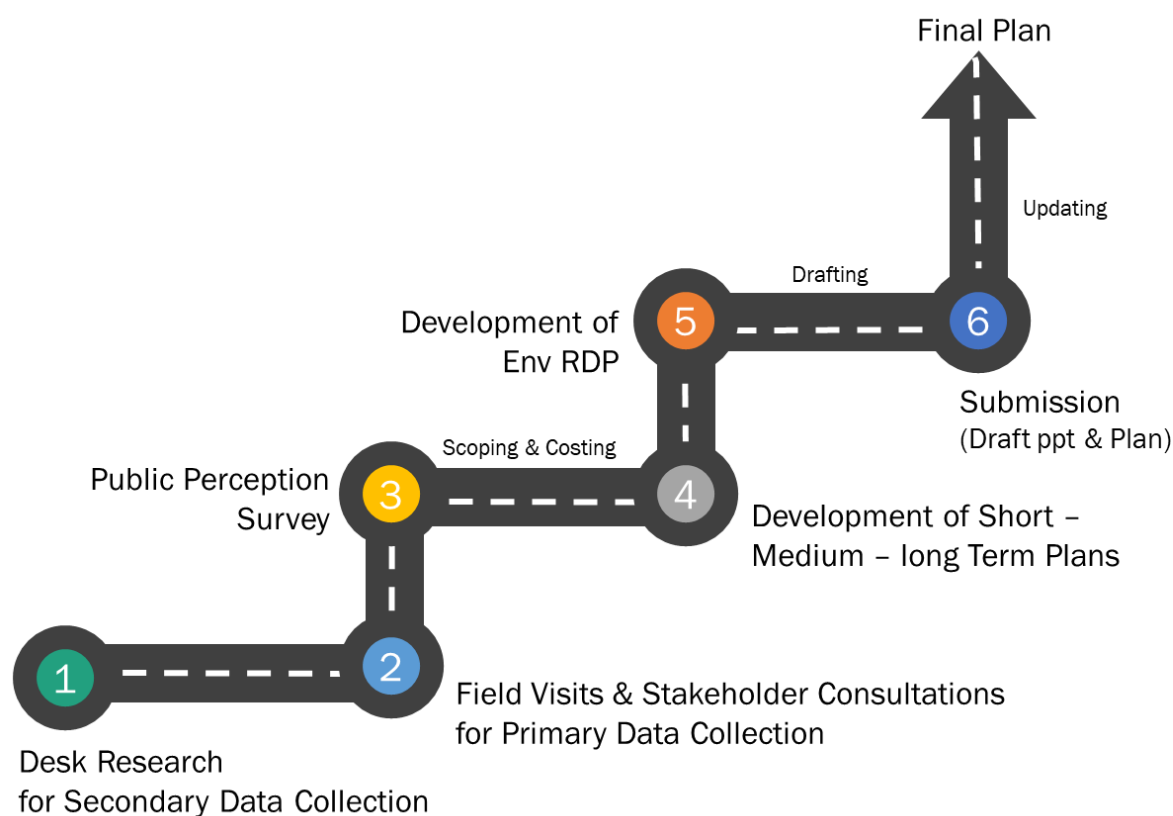 Final Plan
Updating
Drafting
Development of
Env RDP
5
6
Submission
(Draft ppt & Plan)
Scoping & Costing
Public Perception
Survey
3
4
Development of Short –
Medium – long Term Plans
1
2
Field Visits & Stakeholder Consultations
for Primary Data Collection
Desk Research
for Secondary Data Collection